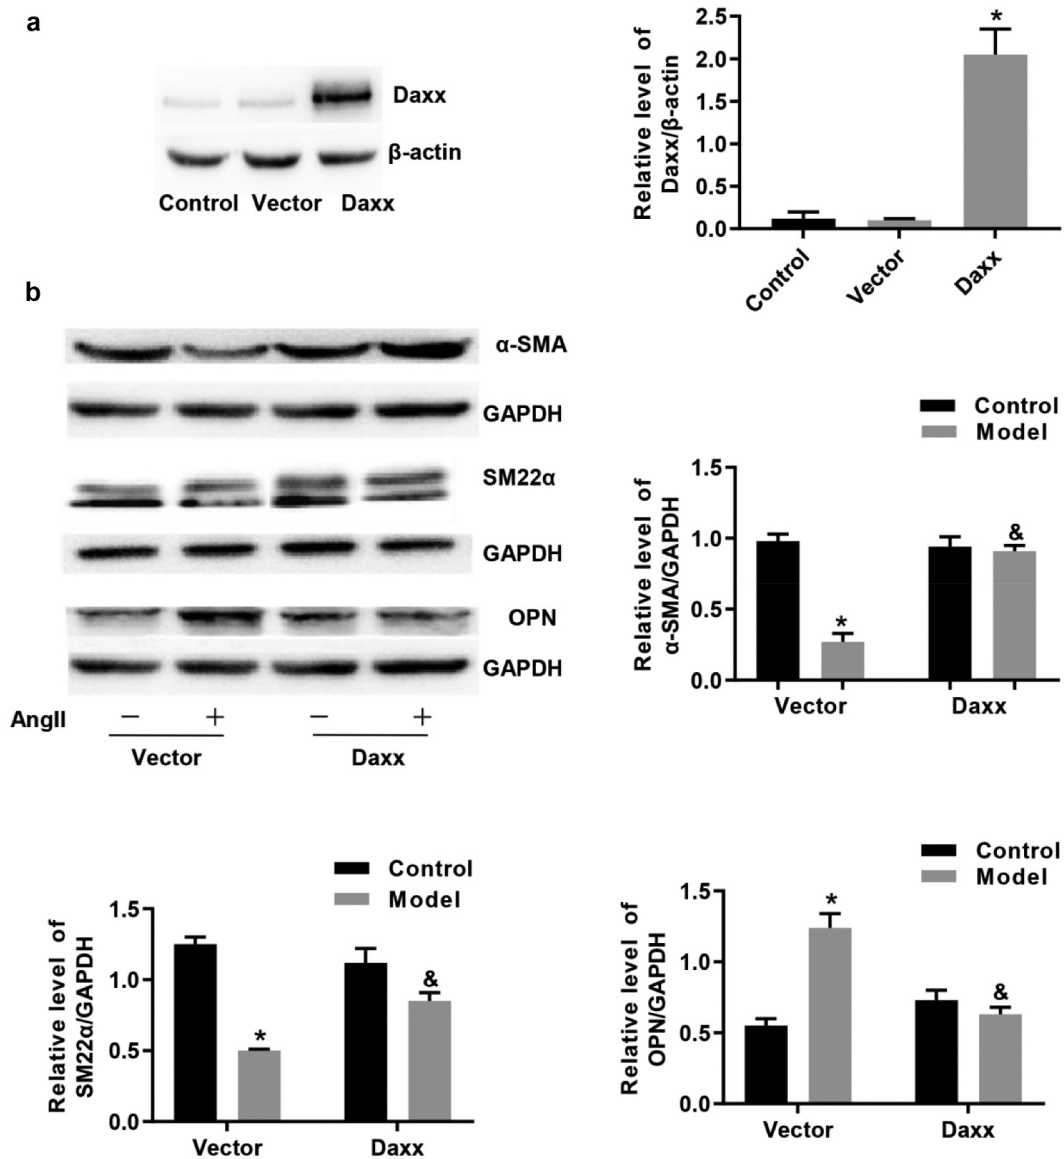 a
Daxx
β-actin
Control Vector Daxx
Relative level of
Daxx/β-actin
2.5
2.0
1.5
1.0
0.5
0.0
*
Control
Vector
Daxx
b
α-SMA
GAPDH
SM22α
GAPDH
OPN
GAPDH
AngII − + − +
Vector Daxx
Control
Model
Relative level of
α-SMA/GAPDH
1.5
1.0
0.5
0.0
*
&
Vector Daxx
Control
Model
Relative level of
SM22α/GAPDH
1.5
1.0
0.5
0.0
*
&
Vector Daxx
Control
Model
Relative level of
OPN/GAPDH
1.5
1.0
0.5
0.0
*
&
Vector Daxx